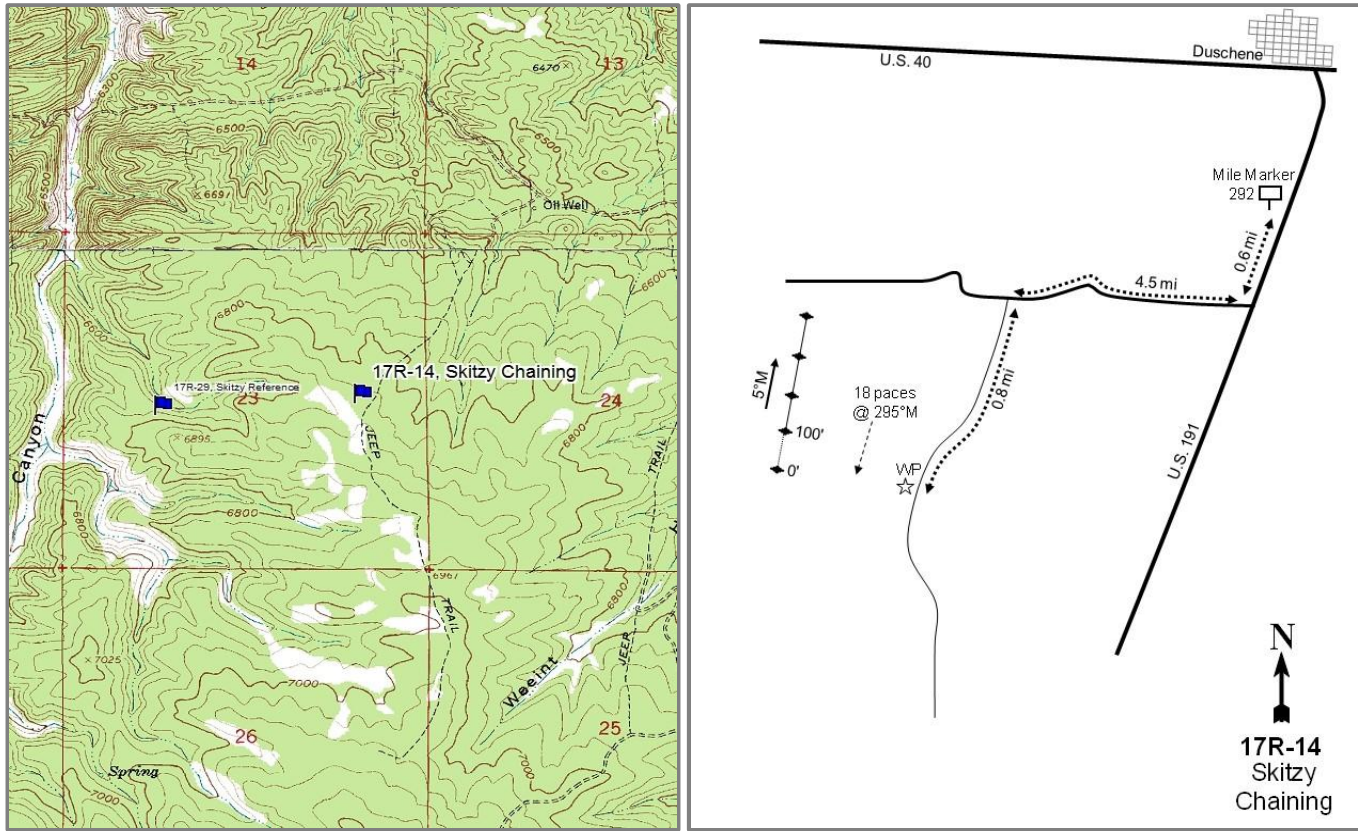 14
13
6470
6300
6500
6500
6500
6691
Oil Well
6600
6800
6600
17R-14, Skitzy Chaining
17R-29, Skitzy Reference
23
24
6800
6895
JEEP
TRAIL
Canyon
6800
6800
6967
6800
TRAIL
JEEP
7025
7000
Weeint
26
25
Spring
7000
7000
Duschene
U.S. 40
Mile Marker
292
0.6 mi
4.5 mi
0.8 mi
5°M
18 paces
@ 295°M
100'
0'
WP
U.S. 191
N
17R-14
Skitzy
Chaining